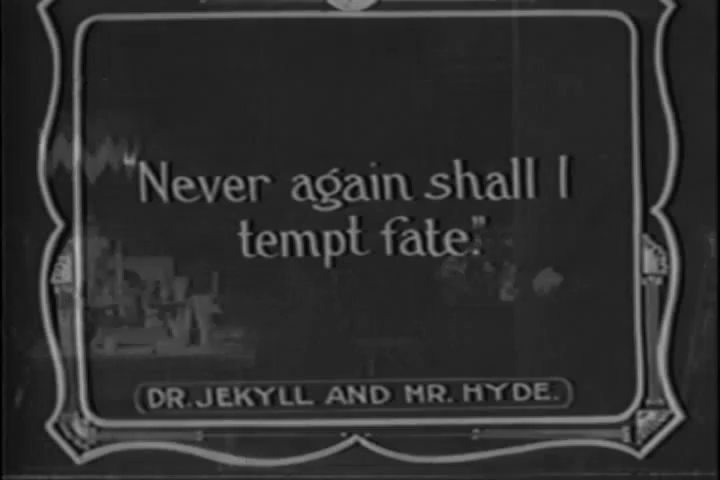 "Never again shall I
tempt fate."
DR. JEKYLL AND MR. HYDE.